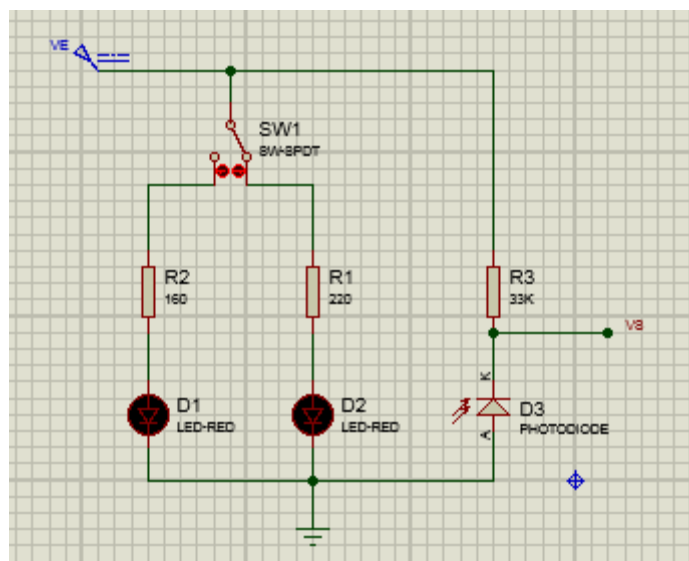 VE
SW1
SW-SPDT
R2
160
R1
220
R3
33K
VS
K
D1
LED-RED
D2
LED-RED
D3
PHOTODIODE
A